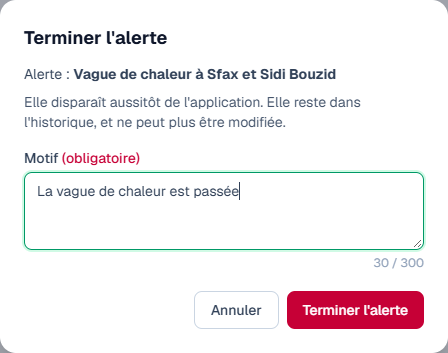 Terminer l'alerte
Alerte : Vague de chaleur à Sfax et Sidi Bouzid
Elle disparaît aussitôt de l'application. Elle reste dans
l'historique, et ne peut plus être modifiée.
Motif (obligatoire)
La vague de chaleur est passée
30 / 300
Annuler
Terminer l'alerte